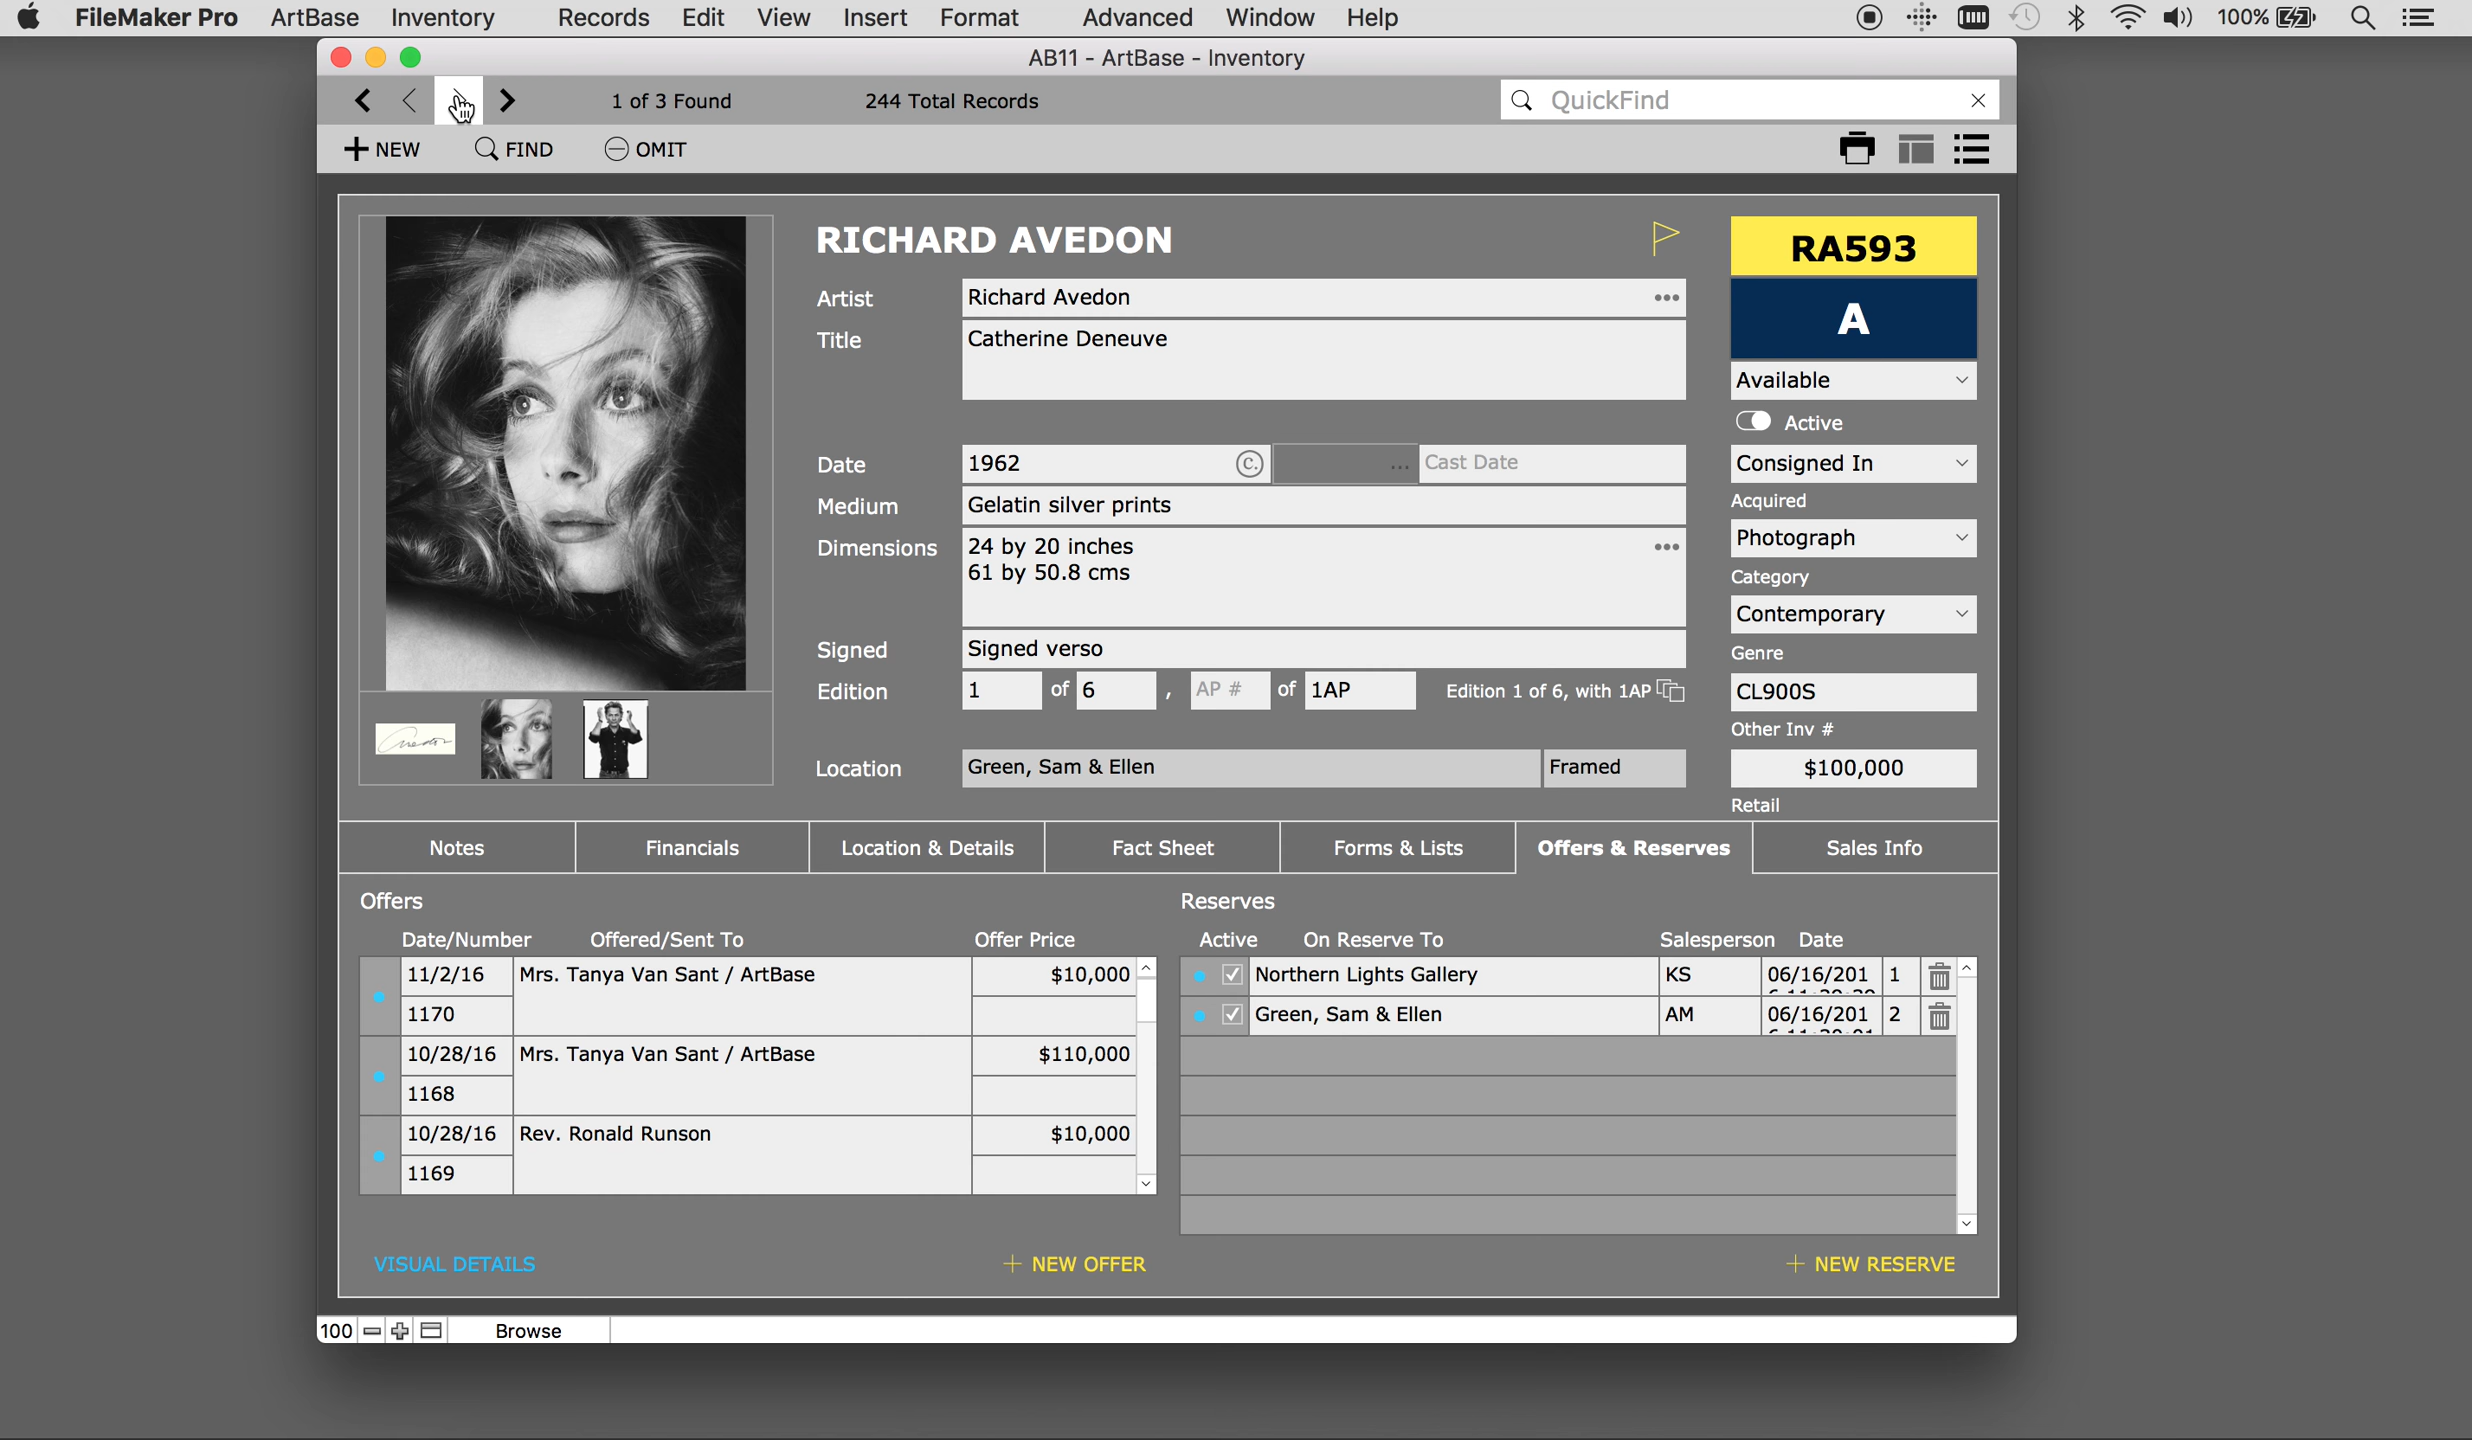 FileMaker Pro ArtBase Inventory Records Edit View Insert Format Advanced Window Help 100%
AB11 - ArtBase - Inventory
1 of 3 Found 244 Total Records QuickFind
NEW FIND OMIT
RICHARD AVEDON
RA593
Artist Richard Avedon
A
Title Catherine Deneuve
Available
Active
Date 1962 c. ... Cast Date
Consigned In
Medium Gelatin silver prints
Acquired
Dimensions 24 by 20 inches
61 by 50.8 cms
Photograph
Category
Contemporary
Signed Signed verso
Genre
Edition 1 of 6 , AP # of 1AP Edition 1 of 6, with 1AP
CL900S
Other Inv #
Location Green, Sam & Ellen Framed
$100,000
Retail
Notes Financials Location & Details Fact Sheet Forms & Lists Offers & Reserves Sales Info
Offers
Date/Number Offered/Sent To Offer Price
11/2/16 Mrs. Tanya Van Sant / ArtBase $10,000
1170
10/28/16 Mrs. Tanya Van Sant / ArtBase $110,000
1168
10/28/16 Rev. Ronald Runson $10,000
1169
VISUAL DETAILS + NEW OFFER
Reserves
Active On Reserve To Salesperson Date
Northern Lights Gallery KS 06/16/201 1
Green, Sam & Ellen AM 06/16/201 2
+ NEW RESERVE
100 Browse